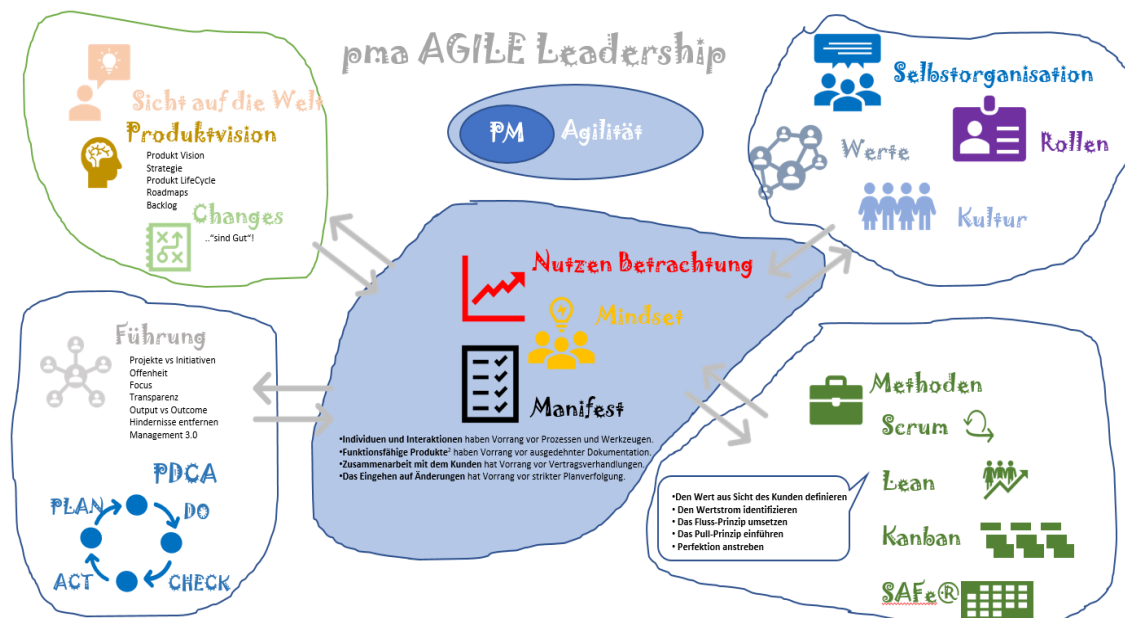 pma AGILE Leadership
PM
Agilität
Sicht auf die Welt
Produktvision
Produkt Vision
Strategie
Produkt LifeCycle
Roadmaps
Backlog
Changes
.."sind Gut"!
Selbstorganisation
Rollen
Werte
Kultur
Nutzen Betrachtung
Mindset
Manifest
•Individuen und Interaktionen haben Vorrang vor Prozessen und Werkzeugen.
•Funktionsfähige Produkte² haben Vorrang vor ausgedehnter Dokumentation.
•Zusammenarbeit mit dem Kunden hat Vorrang vor Vertragsverhandlungen.
•Das Eingehen auf Änderungen hat Vorrang vor strikter Planverfolgung.
Führung
Projekte vs Initiativen
Offenheit
Focus
Transparenz
Output vs Outcome
Hindernisse entfernen
Management 3.0
PDCA
PLAN
DO
ACT
CHECK
Methoden
Scrum
Lean
•Den Wert aus Sicht des Kunden definieren
•Den Wertstrom identifizieren
•Das Fluss-Prinzip umsetzen
•Das Pull-Prinzip einführen
•Perfektion anstreben
Kanban
SAFe®